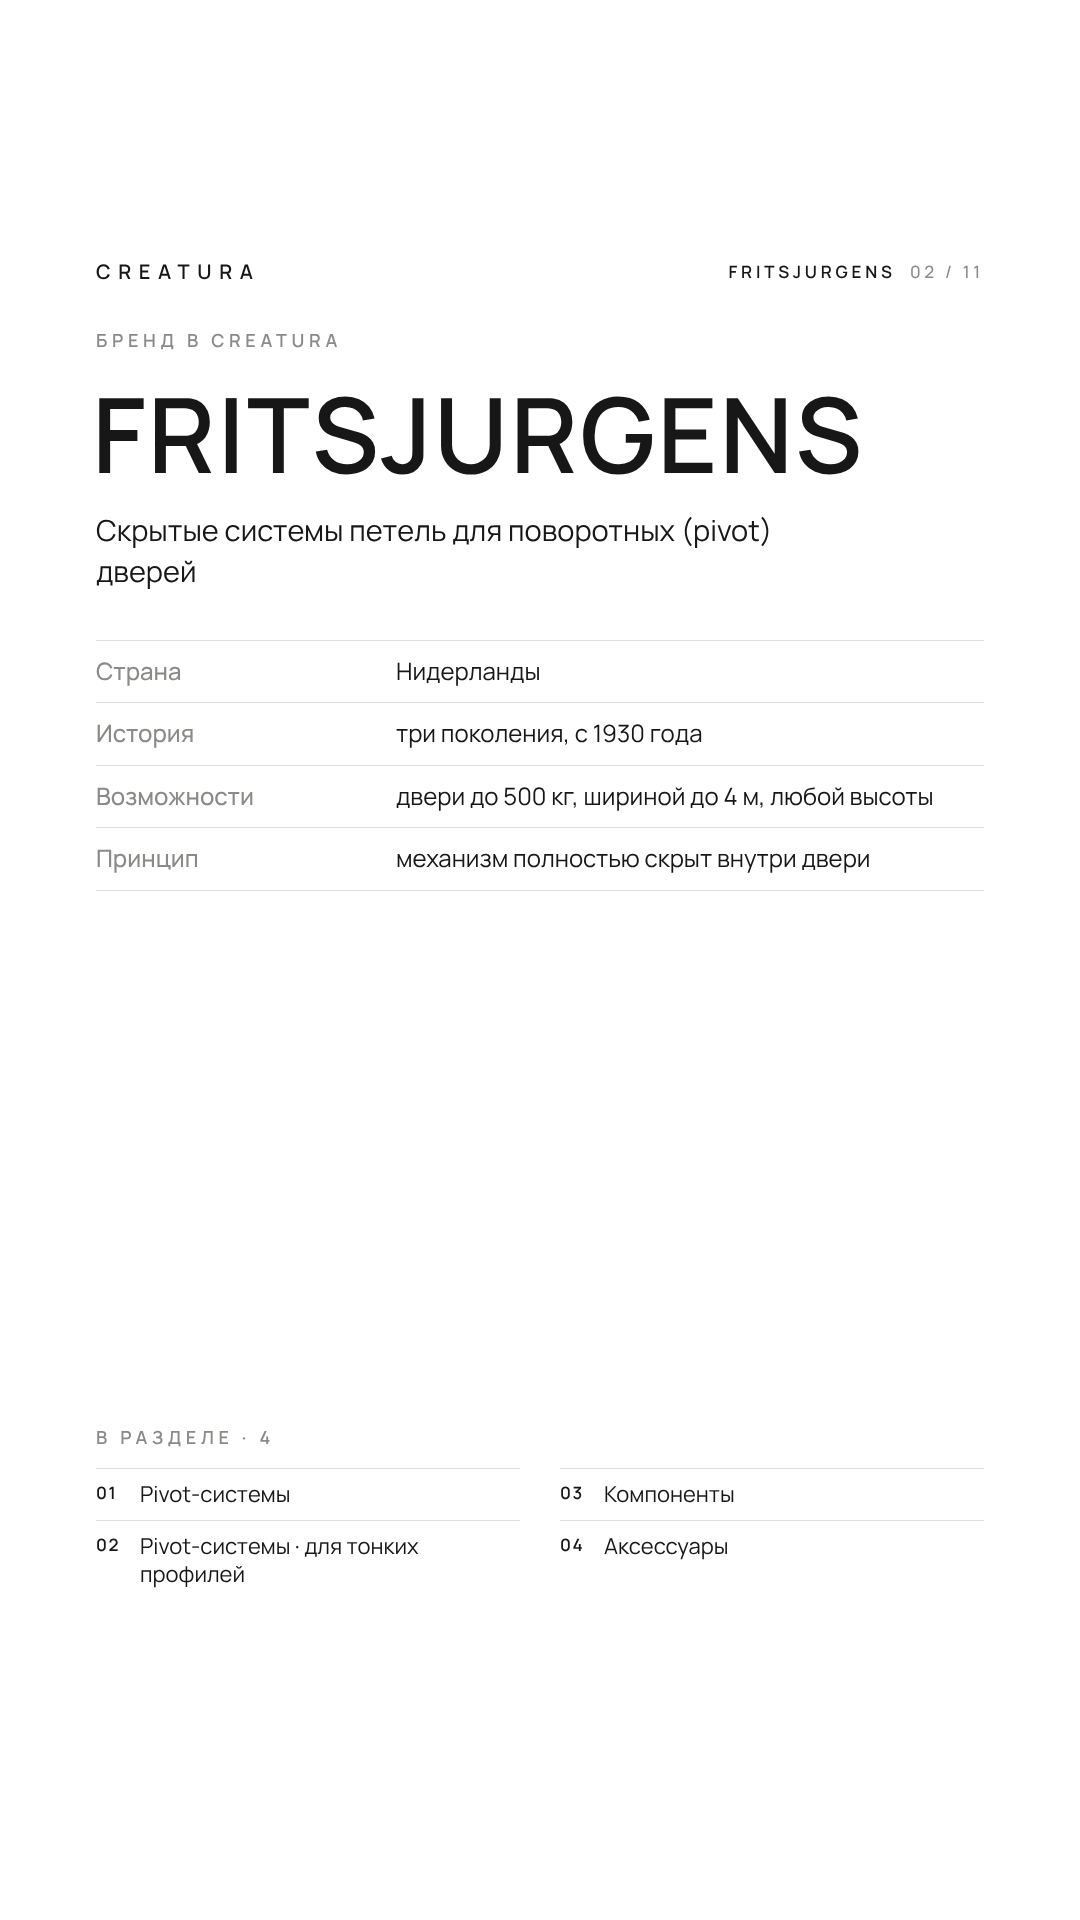 CREATURA
FRITSJURGENS 02 / 11
БРЕНД В CREATURA
FRITSJURGENS
Скрытые системы петель для поворотных (pivot)
дверей
Страна Нидерланды
История три поколения, с 1930 года
Возможности двери до 500 кг, шириной до 4 м, любой высоты
Принцип механизм полностью скрыт внутри двери
В РАЗДЕЛЕ · 4
01 Pivot-системы
02 Pivot-системы · для тонких
профилей
03 Компоненты
04 Аксессуары